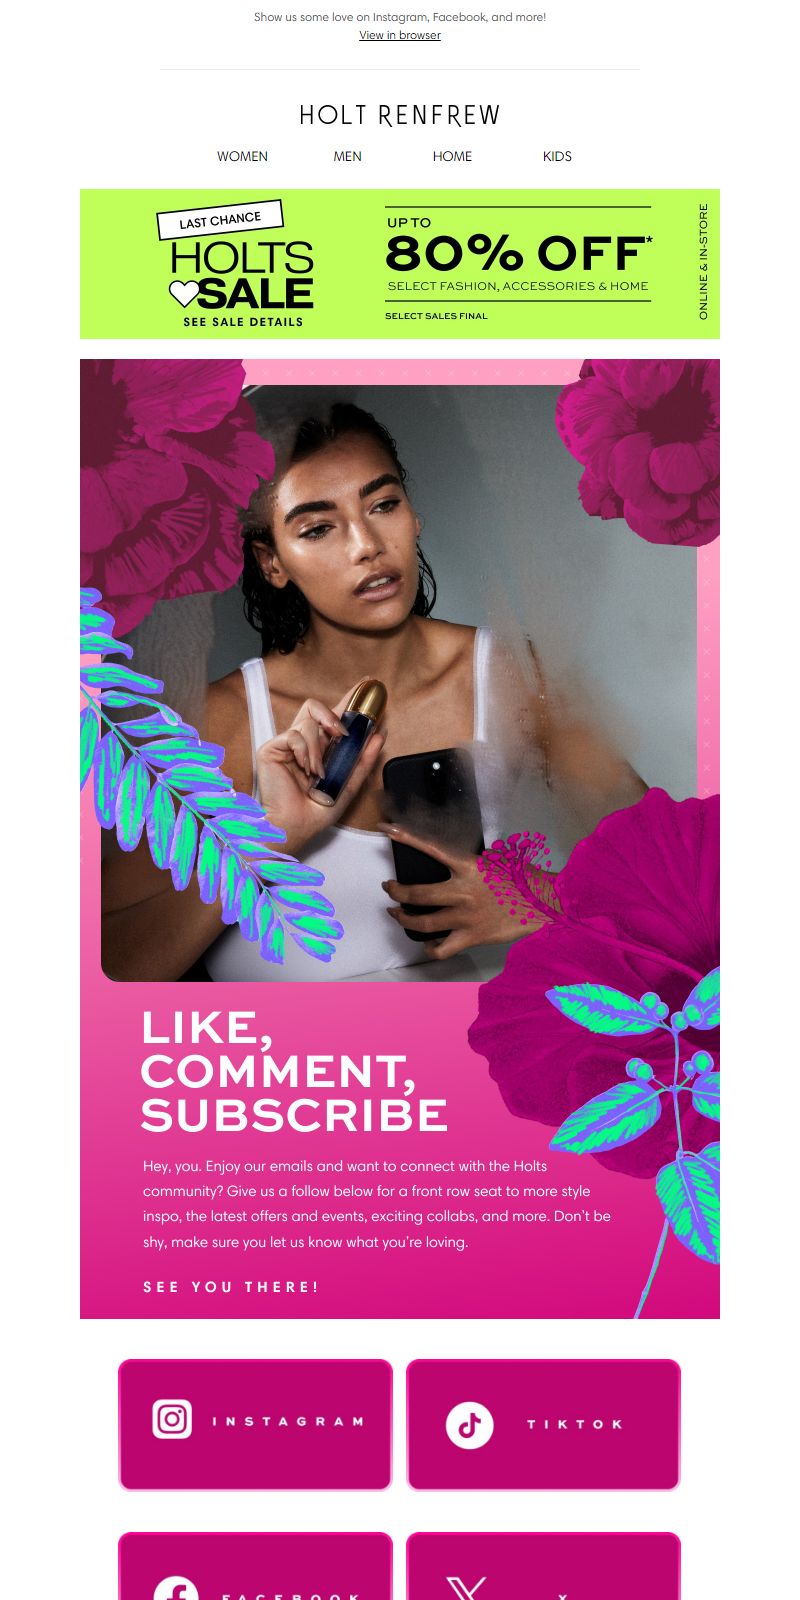 Show us some love on Instagram, Facebook, and more!
View in browser
HOLT RENFREW
WOMEN MEN HOME KIDS
LAST CHANCE
HOLTS
SALE
SEE SALE DETAILS
UP TO
80% OFF*
SELECT FASHION, ACCESSORIES & HOME
SELECT SALES FINAL
ONLINE & IN-STORE
LIKE,
COMMENT,
SUBSCRIBE
Hey, you. Enjoy our emails and want to connect with the Holts
community? Give us a follow below for a front row seat to more style
inspo, the latest offers and events, exciting collabs, and more. Don’t be
shy, make sure you let us know what you’re loving.
SEE YOU THERE!
INSTAGRAM
TIKTOK
FACEBOOK
X